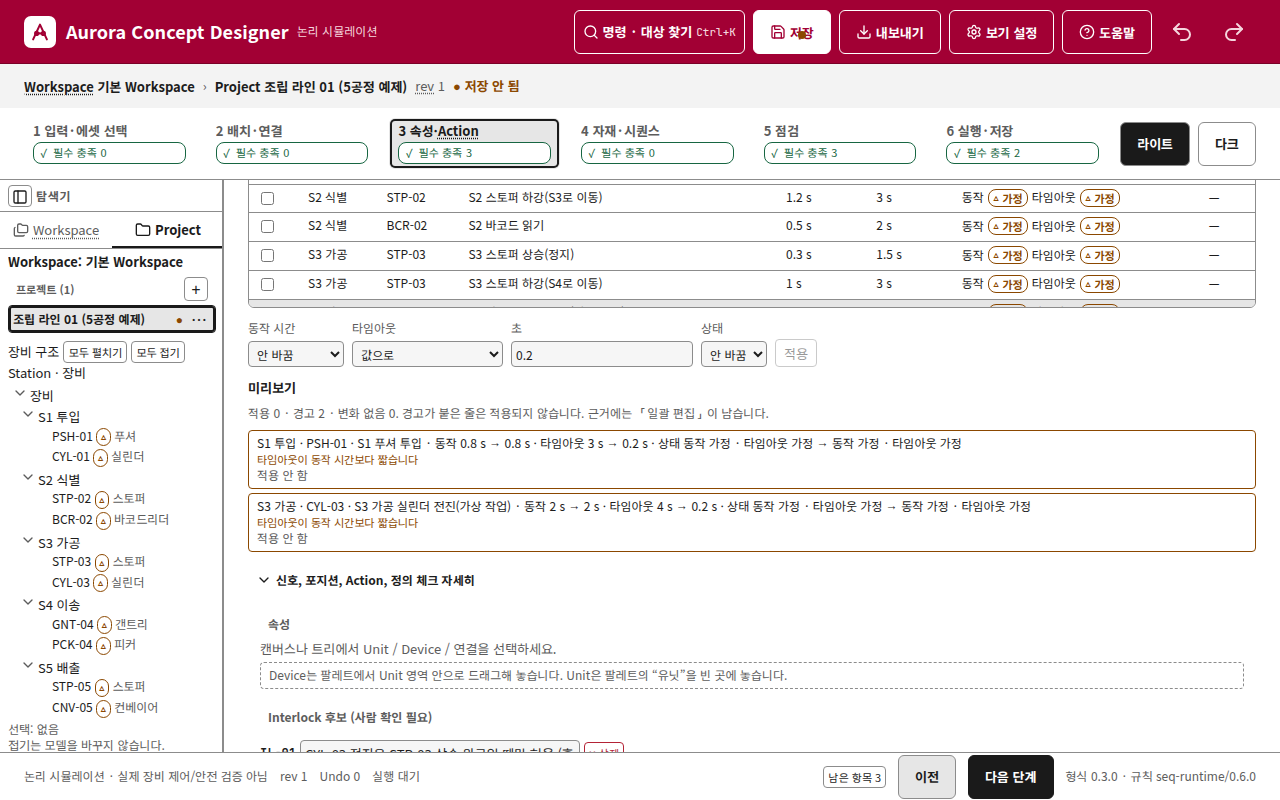 Aurora Concept Designer 논리 시뮬레이션 명령 · 대상 찾기 Ctrl+K 저장 내보내기 보기 설정 도움말
Workspace 기본 Workspace › Project 조립 라인 01 (5공정 예제) rev 1 ● 저장 안 됨
1 입력·에셋 선택 2 배치·연결 3 속성·Action 4 자재·시퀀스 5 점검 6 실행·저장
✓ 필수 충족 0 ✓ 필수 충족 0 ✓ 필수 충족 3 ✓ 필수 충족 0 ✓ 필수 충족 3 ✓ 필수 충족 2
라이트 다크
탐색기
Workspace Project
Workspace: 기본 Workspace
프로젝트 (1) +
조립 라인 01 (5공정 예제) ● ···
장비 구조 모두 펼치기 모두 접기
Station · 장비
장비
S1 투입
PSH-01 푸셔
CYL-01 실린더
S2 식별
STP-02 스토퍼
BCR-02 바코드리더
S3 가공
STP-03 스토퍼
CYL-03 실린더
S4 이송
GNT-04 갠트리
PCK-04 피커
S5 배출
STP-05 스토퍼
CNV-05 컨베이어
선택: 없음
접기는 모델을 바꾸지 않습니다.
S2 식별 STP-02 S2 스토퍼 하강(S3로 이동) 1.2 s 3 s 동작 가정 타임아웃 가정 —
S2 식별 BCR-02 S2 바코드 읽기 0.5 s 2 s 동작 가정 타임아웃 가정 —
S3 가공 STP-03 S3 스토퍼 상승(정지) 0.3 s 1.5 s 동작 가정 타임아웃 가정 —
S3 가공 STP-03 S3 스토퍼 하강(S4로 이동) 1 s 3 s 동작 가정 타임아웃 가정 —
동작 시간 타임아웃 초 상태
안 바꿈 값으로 0.2 안 바꿈 적용
미리보기
적용 0 · 경고 2 · 변화 없음 0. 경고가 붙은 줄은 적용되지 않습니다. 근거에는 「일괄 편집」이 남습니다.
S1 투입 · PSH-01 · S1 푸셔 투입 · 동작 0.8 s → 0.8 s · 타임아웃 3 s → 0.2 s · 상태 동작 가정 · 타임아웃 가정 → 동작 가정 · 타임아웃 가정
타임아웃이 동작 시간보다 짧습니다
적용 안 함
S3 가공 · CYL-03 · S3 가공 실린더 전진(가상 작업) · 동작 2 s → 2 s · 타임아웃 4 s → 0.2 s · 상태 동작 가정 · 타임아웃 가정 → 동작 가정 · 타임아웃 가정
타임아웃이 동작 시간보다 짧습니다
적용 안 함
신호, 포지션, Action, 정의 체크 자세히
속성
캔버스나 트리에서 Unit / Device / 연결을 선택하세요.
Device는 팔레트에서 Unit 영역 안으로 드래그해 놓습니다. Unit은 팔레트의 “유닛”을 빈 곳에 놓습니다.
Interlock 후보 (사람 확인 필요)
논리 시뮬레이션 · 실제 장비 제어/안전 검증 아님 rev 1 Undo 0 실행 대기 남은 항목 3 이전 다음 단계 형식 0.3.0 · 규칙 seq-runtime/0.6.0